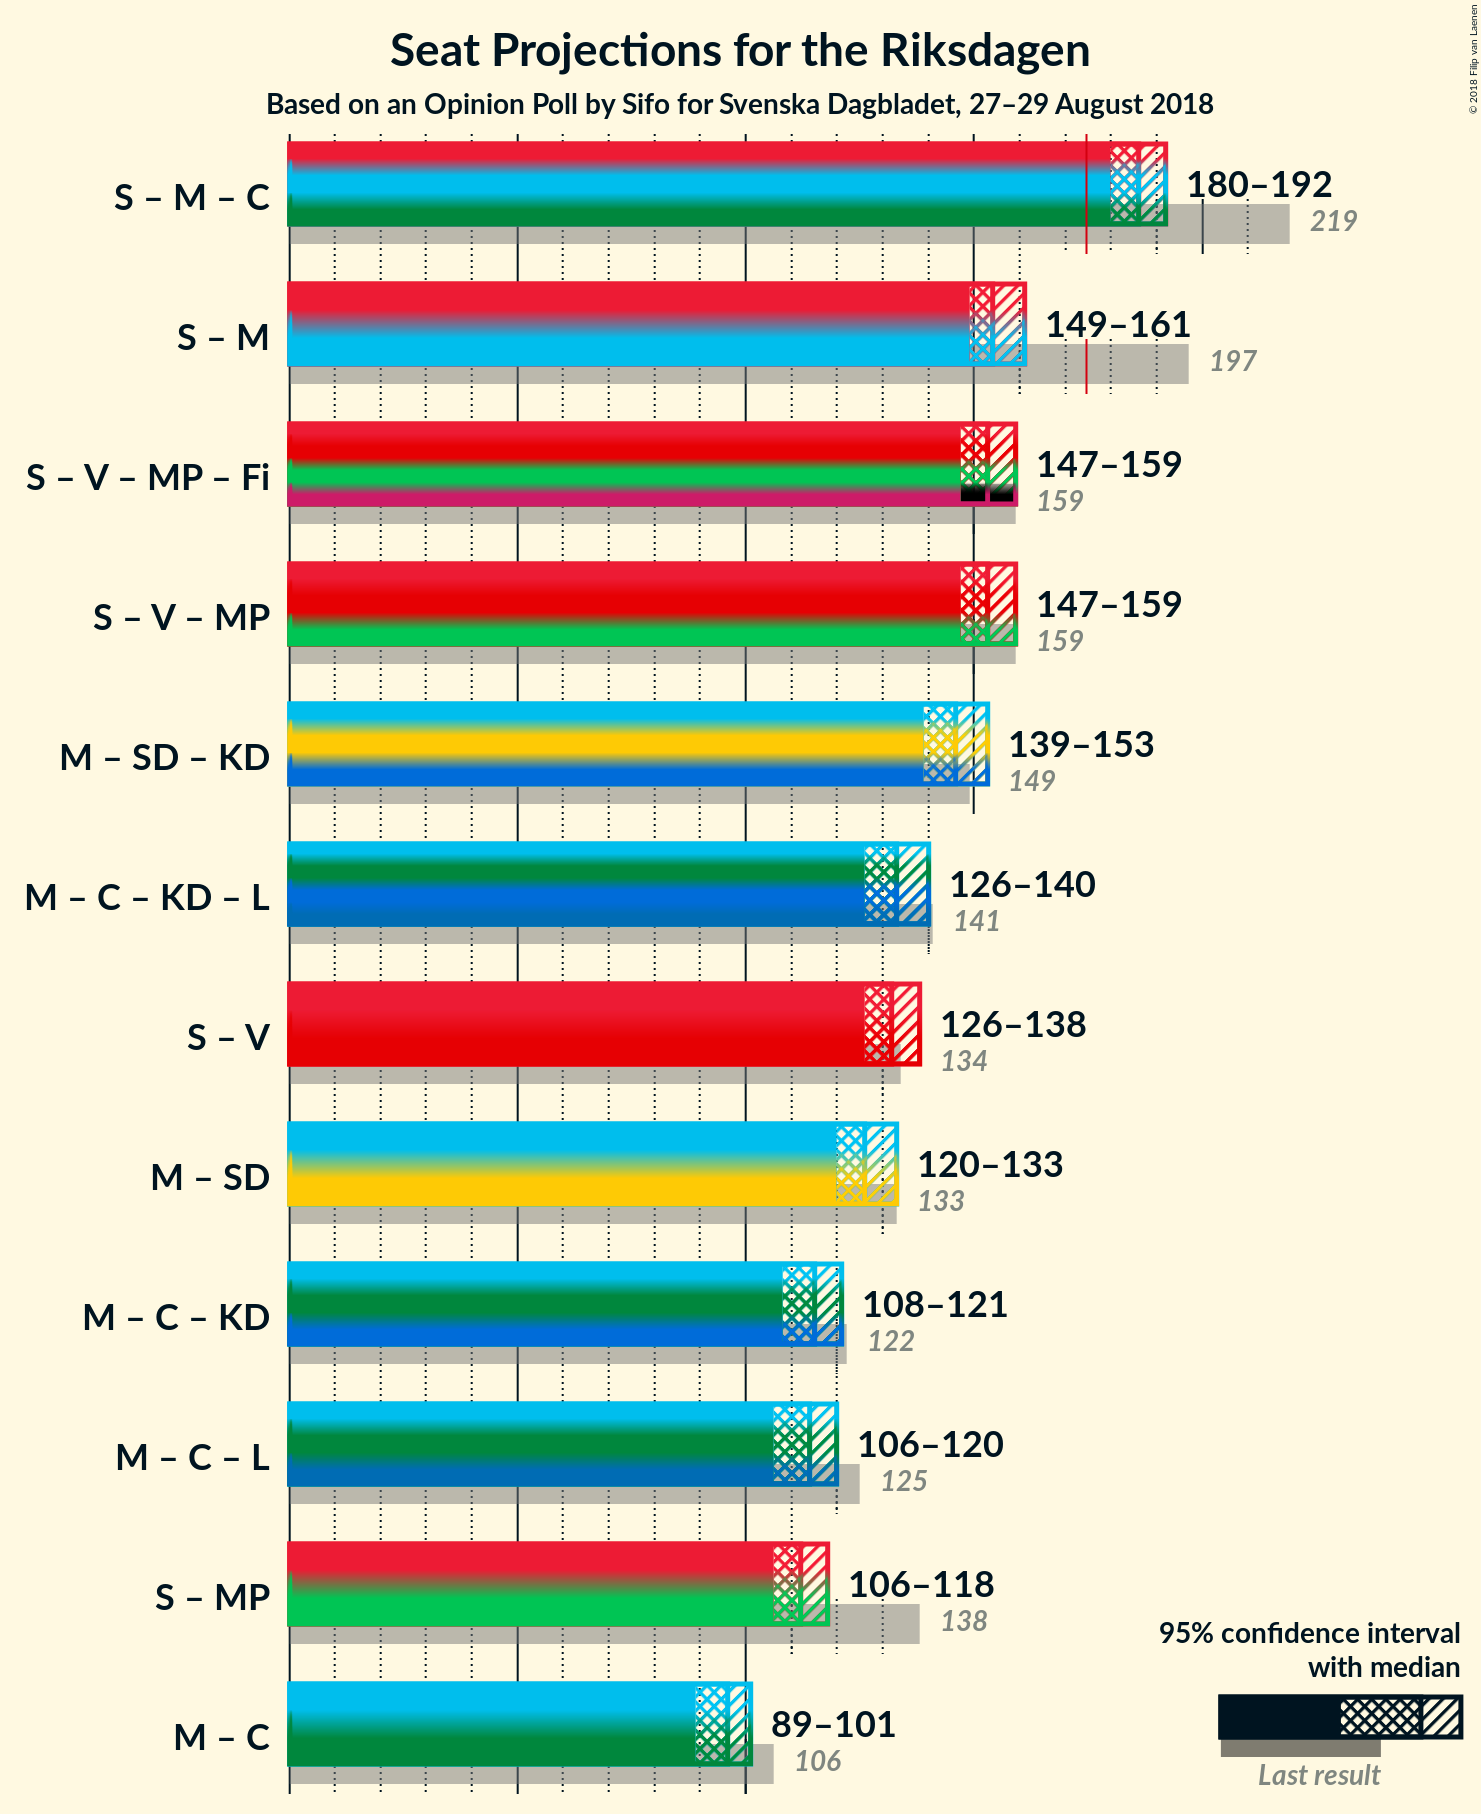 Seat Projections for the Riksdagen
Based on an Opinion Poll by Sifo for Svenska Dagbladet, 27–29 August 2018
© 2018 Filip van Laenen
S – M – C
180–192
219
S – M
149–161
197
S – V – MP – Fi
147–159
159
S – V – MP
147–159
159
M – SD – KD
139–153
149
M – C – KD – L
126–140
141
S – V
126–138
134
M – SD
120–133
133
M – C – KD
108–121
122
M – C – L
106–120
125
S – MP
106–118
138
M – C
89–101
106
95% confidence interval
with median
Last result